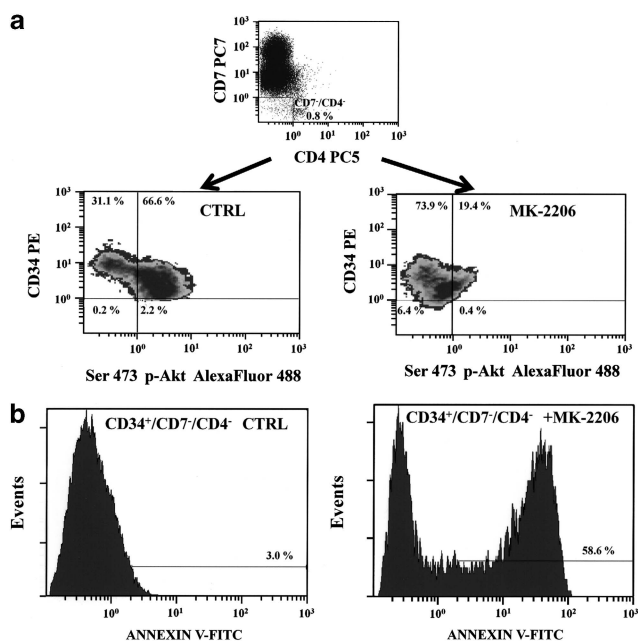 a
CD7 PC7
10³
10²
10¹
10⁰
CD7⁻/CD4⁻
0.8 %
10⁰ 10¹ 10² 10³
CD4 PC5
CD34 PE
10³
10²
10¹
10⁰
31.1 % 66.6 %
CTRL
0.2 % 2.2 %
10⁰ 10¹ 10² 10³
Ser 473 p-Akt AlexaFluor 488
CD34 PE
10³
10²
10¹
10⁰
73.9 % 19.4 %
MK-2206
6.4 % 0.4 %
10⁰ 10¹ 10² 10³
Ser 473 p-Akt AlexaFluor 488
b
Events
CD34⁺/CD7⁻/CD4⁻ CTRL
3.0 %
10⁰ 10¹ 10² 10³
ANNEXIN V-FITC
Events
CD34⁺/CD7⁻/CD4⁻ +MK-2206
58.6 %
10⁰ 10¹ 10² 10³
ANNEXIN V-FITC